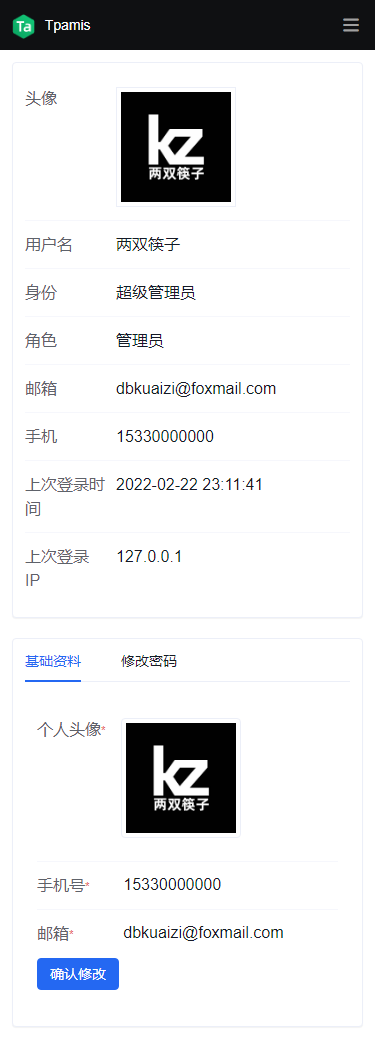 Ta Tpamis
头像
kz
两双筷子
用户名 两双筷子
身份 超级管理员
角色 管理员
邮箱 dbkuaizi@foxmail.com
手机 15330000000
上次登录时 2022-02-22 23:11:41
间
上次登录 127.0.0.1
IP
基础资料 修改密码
个人头像*
kz
两双筷子
手机号* 15330000000
邮箱* dbkuaizi@foxmail.com
确认修改